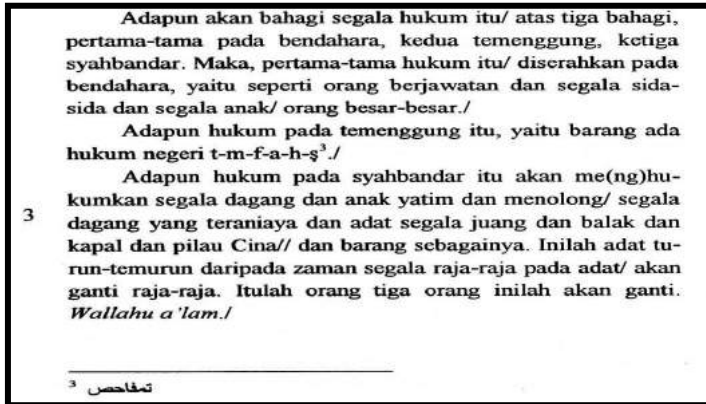 Adapun akan bahagi segala hukum itu/ atas tiga bahagi,
pertama-tama pada bendahara, kedua temenggung, ketiga
syahbandar. Maka, pertama-tama hukum itu/ diserahkan pada
bendahara, yaitu seperti orang berjawatan dan segala sida-
sida dan segala anak/ orang besar-besar./
Adapun hukum pada temenggung itu, yaitu barang ada
hukum negeri t-m-f-a-h-ṣ³./
Adapun hukum pada syahbandar itu akan me(ng)hu-
kumkan segala dagang dan anak yatim dan menolong/ segala
3 dagang yang teraniaya dan adat segala juang dan balak dan
kapal dan pilau Cina// dan barang sebagainya. Inilah adat tu-
run-temurun daripada zaman segala raja-raja pada adat/ akan
ganti raja-raja. Itulah orang tiga orang inilah akan ganti.
Wallahu a'lam./
³ تمفاحص